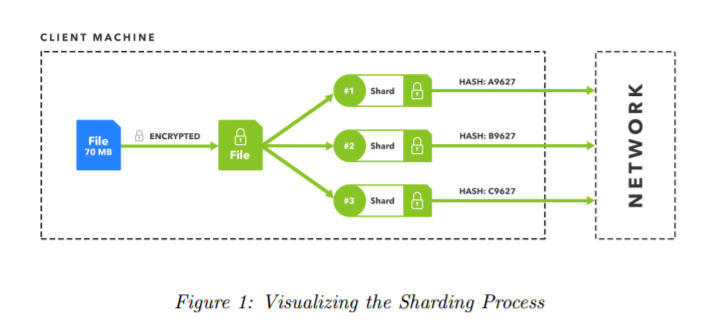 CLIENT MACHINE
File
70 MB
ENCRYPTED
File
#1 Shard
HASH: A9627
#2 Shard
HASH: B9627
#3 Shard
HASH: C9627
NETWORK
Figure 1: Visualizing the Sharding Process